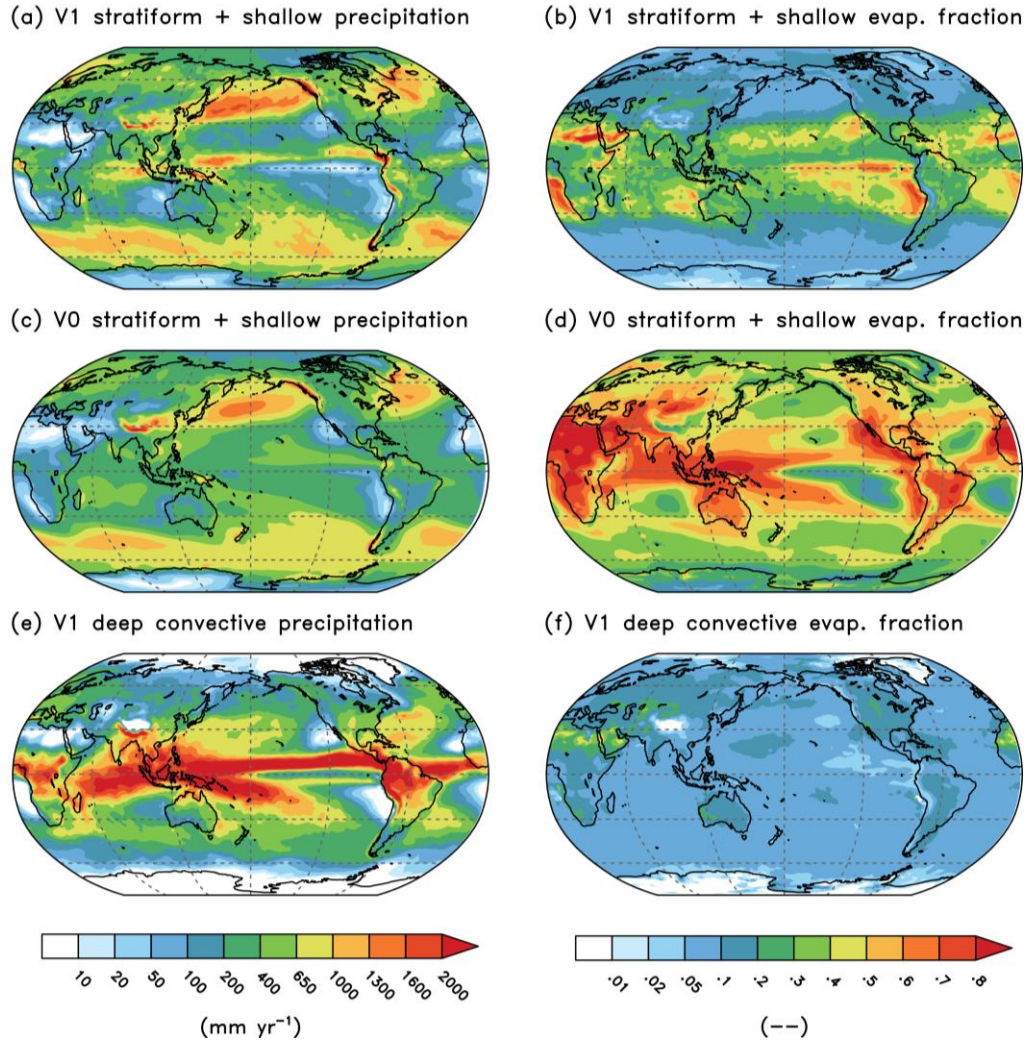 (a) V1 stratiform + shallow precipitation
(b) V1 stratiform + shallow evap. fraction
(c) V0 stratiform + shallow precipitation
(d) V0 stratiform + shallow evap. fraction
(e) V1 deep convective precipitation
(f) V1 deep convective evap. fraction
10 20 50 100 200 400 650 1000 1300 1600 2000
.01 .02 .05 .1 .2 .3 .4 .5 .6 .7 .8
(mm yr⁻¹)
(--)